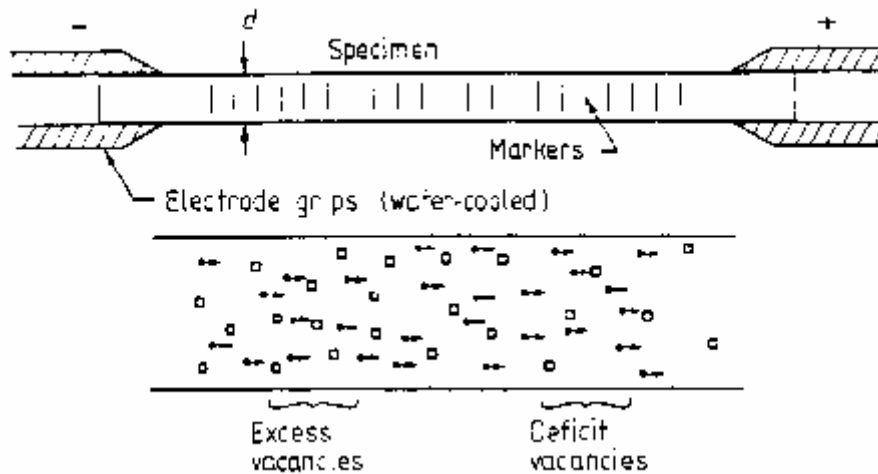 - d +
Specimen
Markers
Electrode grips (water-cooled)
Excess Deficit
vacancies vacancies